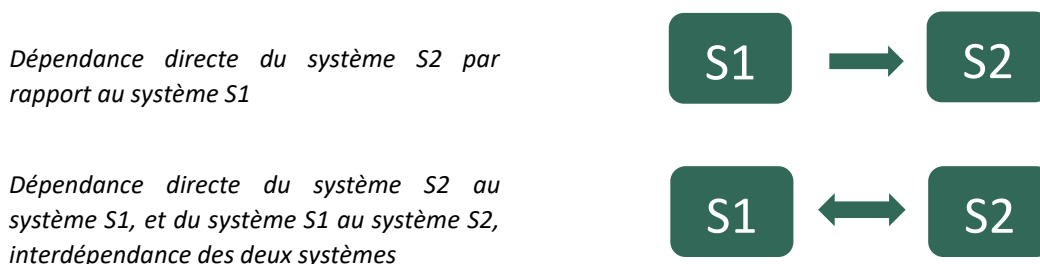 Dépendance directe du système S2 par
rapport au système S1
S1
S2
Dépendance directe du système S2 au
système S1, et du système S1 au système S2,
interdépendance des deux systèmes
S1
S2